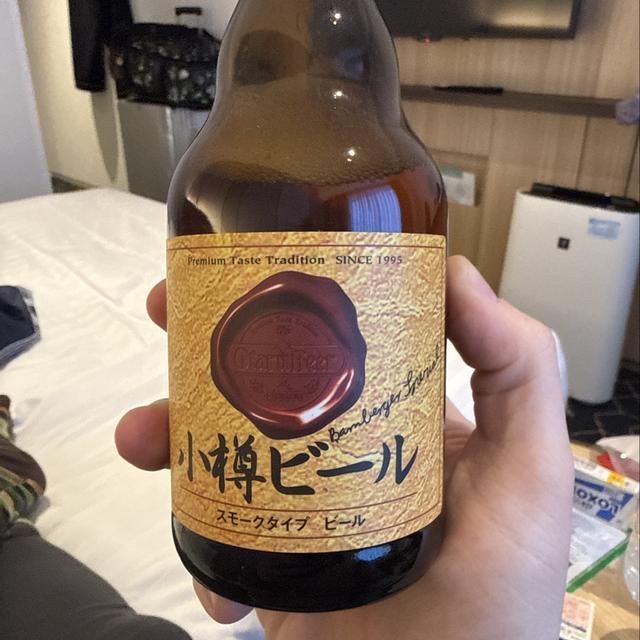 Premium Taste Tradition SINCE 1995
Otaru Beer
Bamberger Special
小樽ビール
スモークタイプ ビール